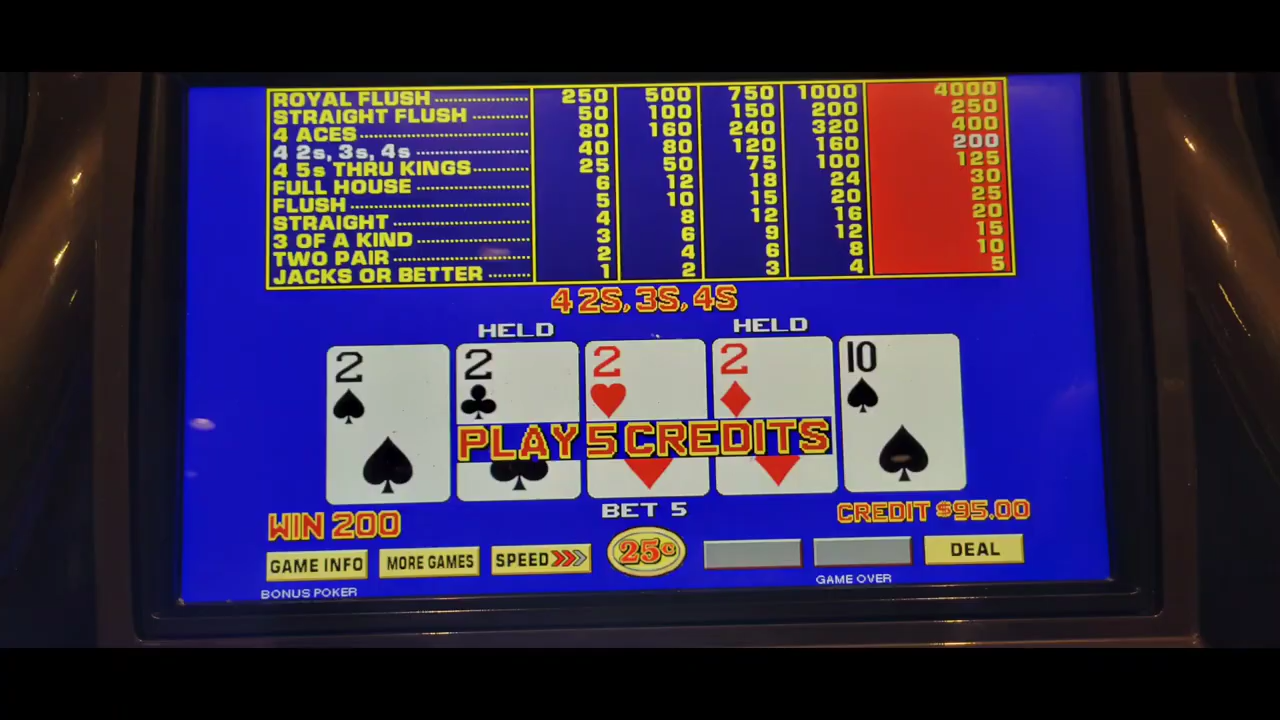 ROYAL FLUSH 250 500 750 1000 4000
STRAIGHT FLUSH 50 100 150 200 250
4 ACES 80 160 240 320 400
4 2s, 3s, 4s 40 80 120 160 200
4 5s THRU KINGS 25 50 75 100 125
FULL HOUSE 6 12 18 24 30
FLUSH 5 10 15 20 25
STRAIGHT 4 8 12 16 20
3 OF A KIND 3 6 9 12 15
TWO PAIR 2 4 6 8 10
JACKS OR BETTER 1 2 3 4 5
4 2S, 3S, 4S
HELD HELD
2 2 2 2 10
PLAY 5 CREDITS
WIN 200 BET 5 CREDIT $95.00
GAME INFO MORE GAMES SPEED 25¢ DEAL
BONUS POKER GAME OVER